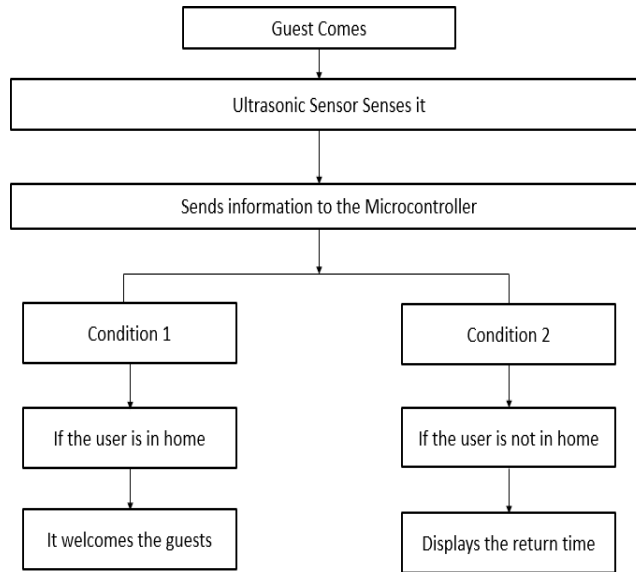 Guest Comes
Ultrasonic Sensor Senses it
Sends information to the Microcontroller
Condition 1
Condition 2
If the user is in home
If the user is not in home
It welcomes the guests
Displays the return time